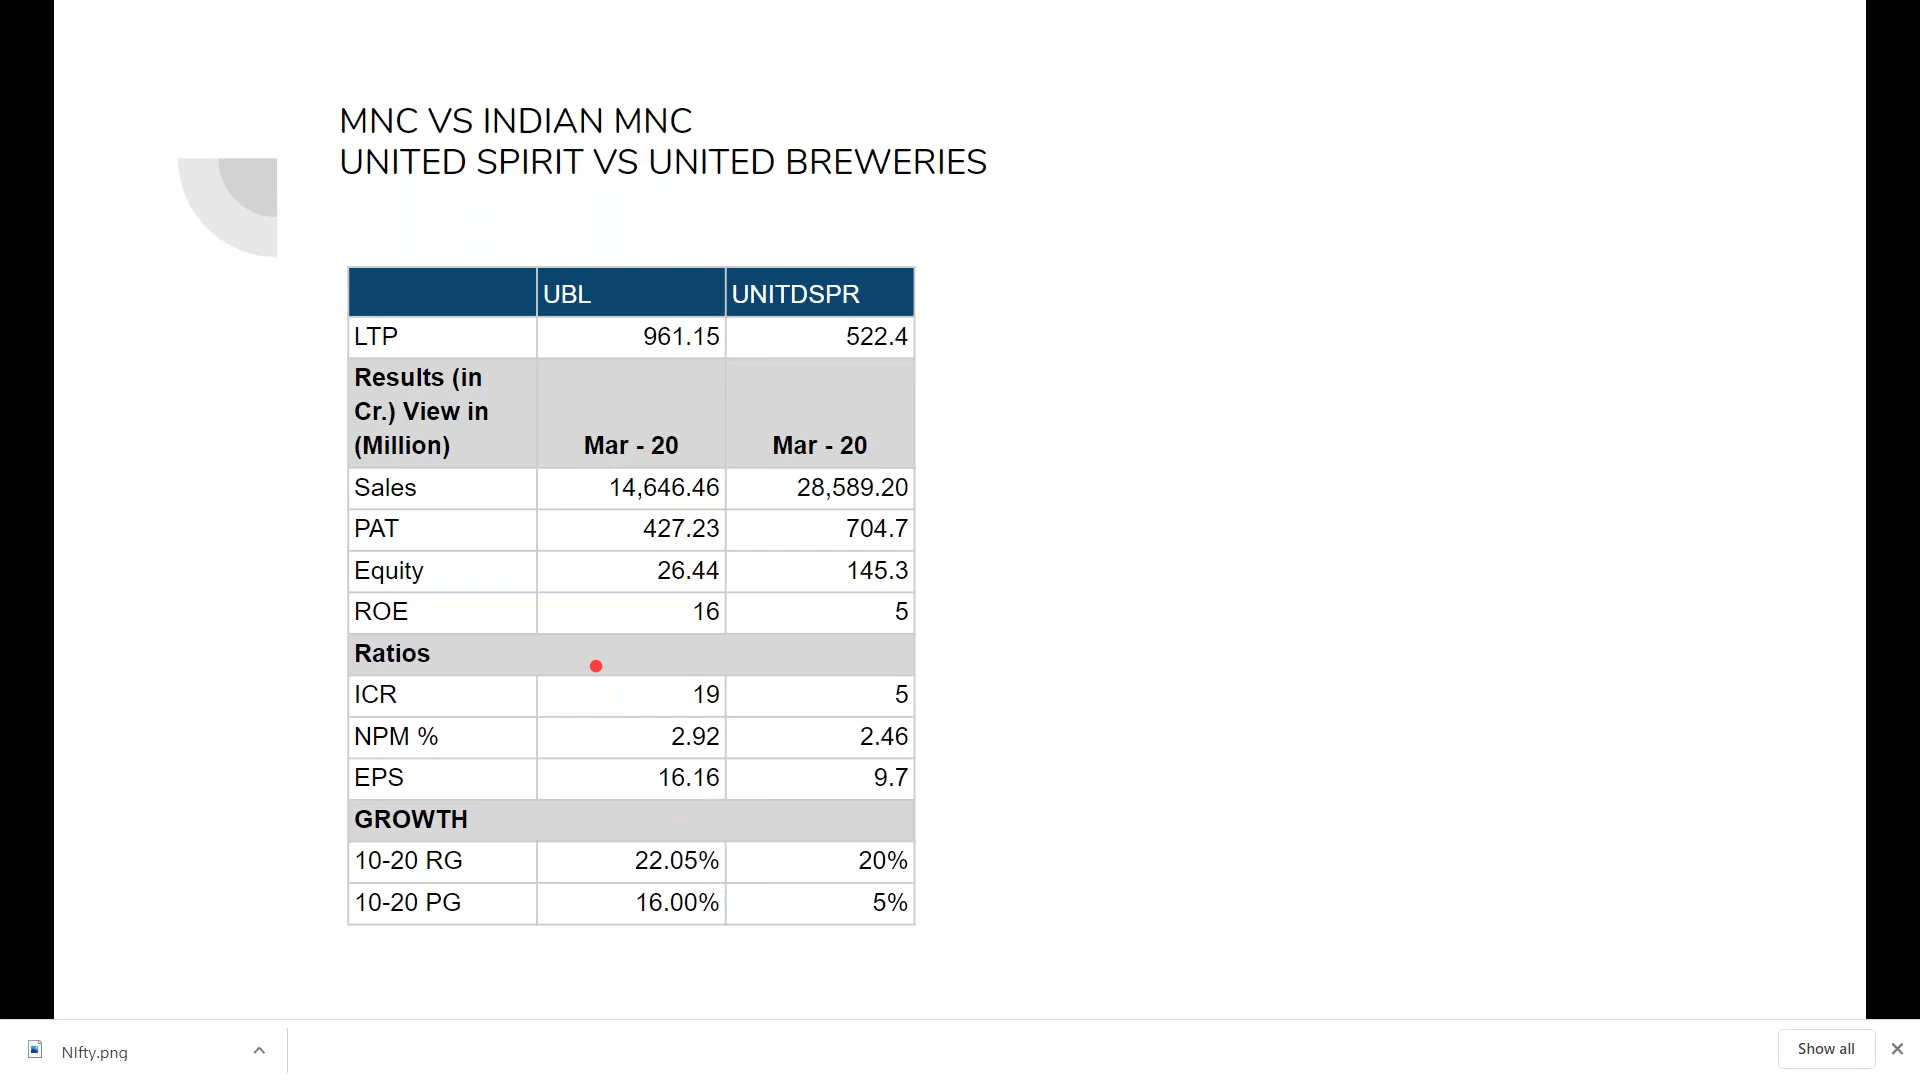 MNC VS INDIAN MNC
UNITED SPIRIT VS UNITED BREWERIES
UBL UNITDSPR
LTP 961.15 522.4
Results (in
Cr.) View in
(Million) Mar - 20 Mar - 20
Sales 14,646.46 28,589.20
PAT 427.23 704.7
Equity 26.44 145.3
ROE 16 5
Ratios
ICR 19 5
NPM % 2.92 2.46
EPS 16.16 9.7
GROWTH
10-20 RG 22.05% 20%
10-20 PG 16.00% 5%
NIfty.png Show all